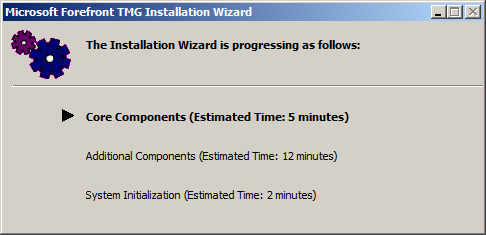 Microsoft Forefront TMG Installation Wizard
The Installation Wizard is progressing as follows:
Core Components (Estimated Time: 5 minutes)
Additional Components (Estimated Time: 12 minutes)
System Initialization (Estimated Time: 2 minutes)